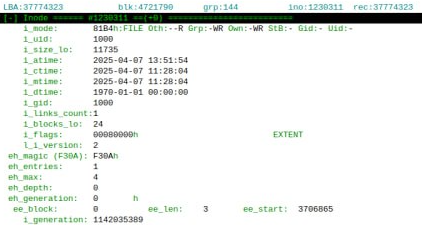 LBA:37774323 blk:4721790 grp:144 ino:1230311 rec:37774323
[-] Inode ====== #1230311 ==(+0) =========================
i_mode: 81B4h:FILE Oth:--R Grp:-WR Own:-WR StB:- Gid:- Uid:-
i_uid: 1000
i_size_lo: 11735
i_atime: 2025-04-07 13:51:54
i_ctime: 2025-04-07 11:28:04
i_mtime: 2025-04-07 11:28:04
i_dtime: 1970-01-01 00:00:00
i_gid: 1000
i_links_count:1
i_blocks_lo: 24
i_flags: 00080000h EXTENT
l_i_version: 2
eh_magic (F30A): F30Ah
eh_entries: 1
eh_max: 4
eh_depth: 0
eh_generation: 0 h
ee_block: 0 ee_len: 3 ee_start: 3706865
i_generation: 1142035389